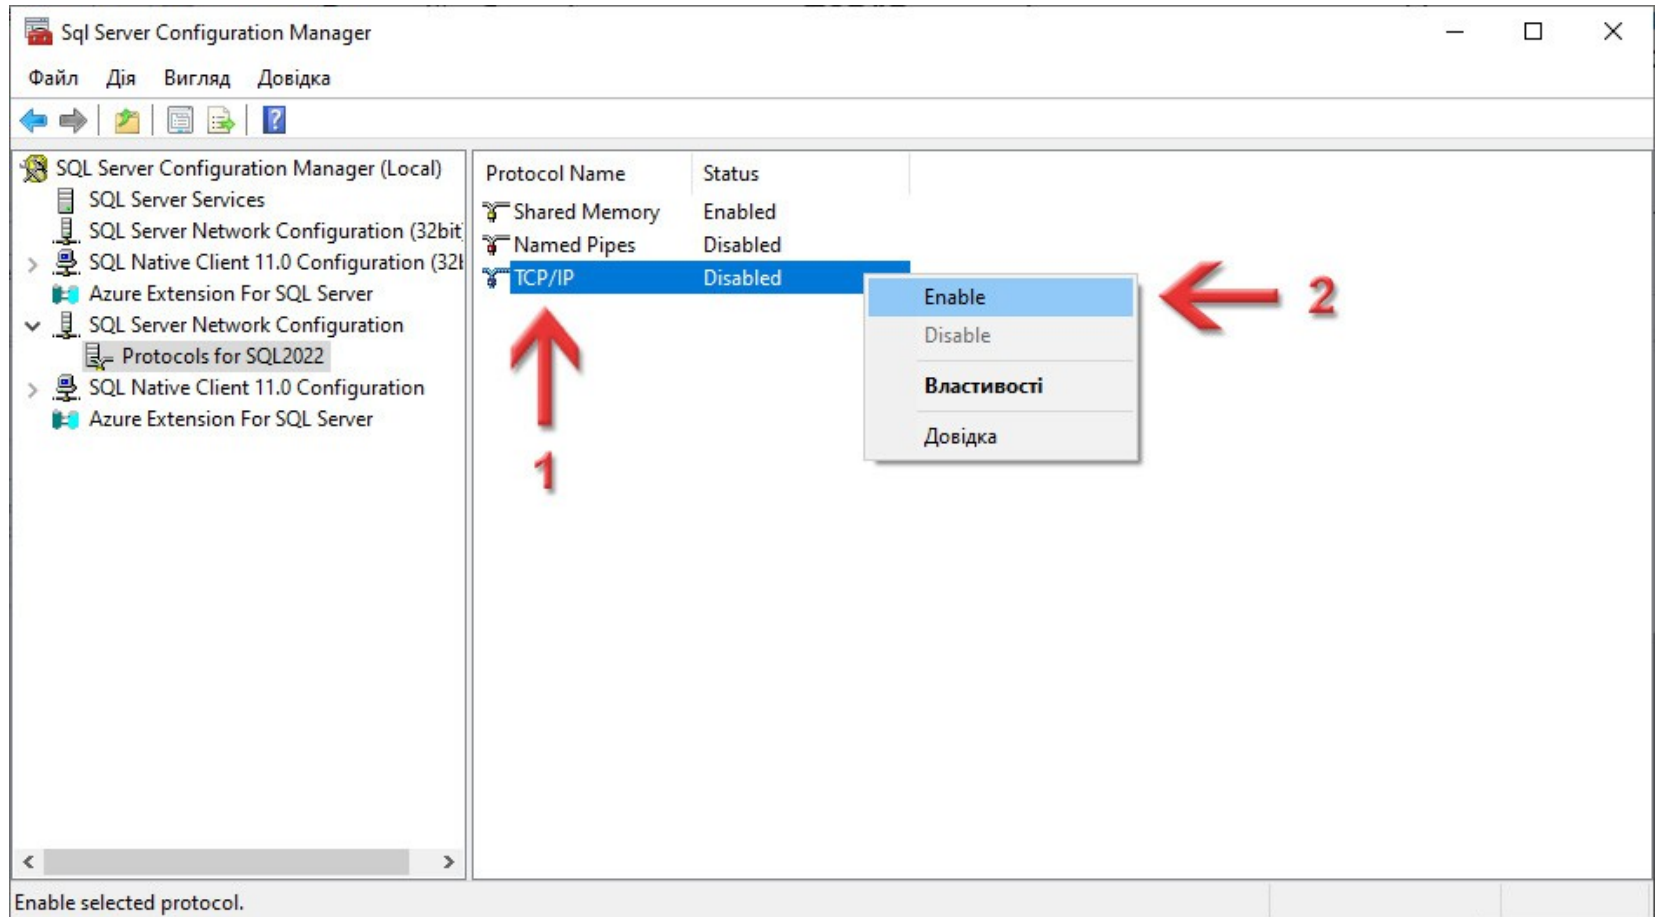 Sql Server Configuration Manager
Файл Дія Вигляд Довідка
SQL Server Configuration Manager (Local)
SQL Server Services
SQL Server Network Configuration (32bit)
SQL Native Client 11.0 Configuration (32b
Azure Extension For SQL Server
SQL Server Network Configuration
Protocols for SQL2022
SQL Native Client 11.0 Configuration
Azure Extension For SQL Server
Protocol Name Status
Shared Memory Enabled
Named Pipes Disabled
TCP/IP Disabled
Enable
Disable
Властивості
Довідка
1
2
Enable selected protocol.